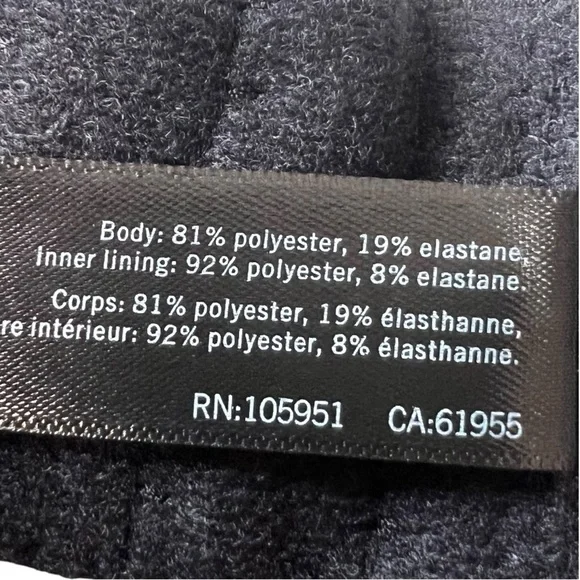 Body: 81% polyester, 19% elastane,
Inner lining: 92% polyester, 8% elastane.
Corps: 81% polyester, 19% élasthanne,
intérieur: 92% polyester, 8% élasthanne.
RN:105951 CA:61955